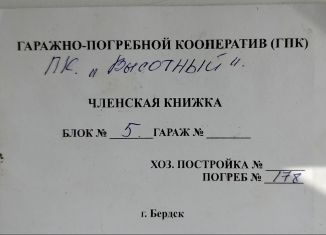 ГАРАЖНО-ПОГРЕБНОЙ КООПЕРАТИВ (ГПК)
ПК. „Высотный".
ЧЛЕНСКАЯ КНИЖКА
БЛОК № 5 ГАРАЖ №
ХОЗ. ПОСТРОЙКА №
ПОГРЕБ № 178
г. Бердск